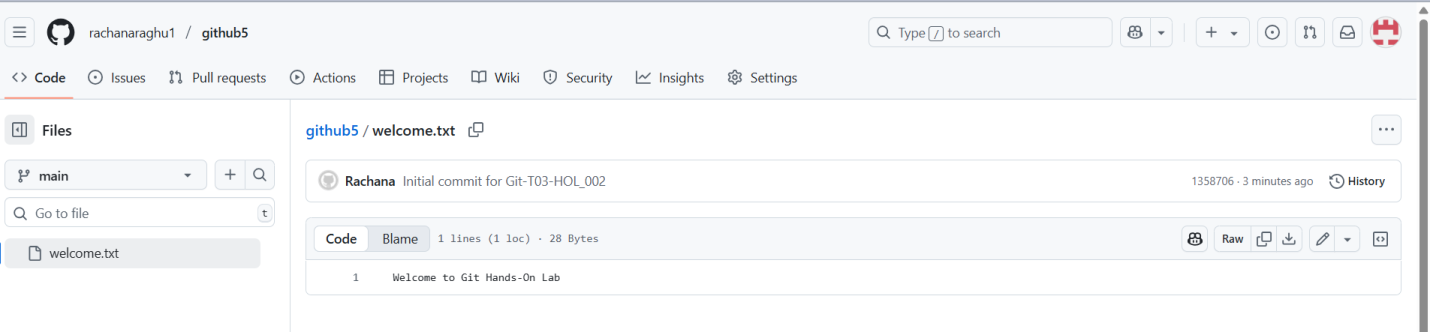 rachanaraghu1 / github5
Type / to search
Code Issues Pull requests Actions Projects Wiki Security Insights Settings
Files
github5 / welcome.txt
main
Rachana Initial commit for Git-T03-HOL_002 1358706 · 3 minutes ago History
Go to file t
Code Blame 1 lines (1 loc) · 28 Bytes Raw
welcome.txt
1 Welcome to Git Hands-On Lab